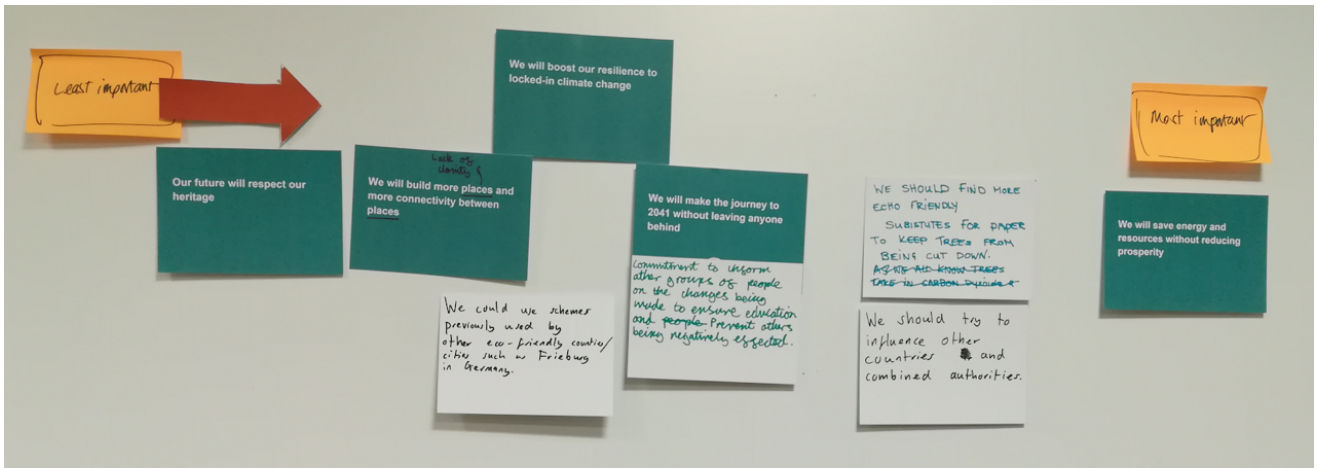 Least important
Our future will respect our
heritage
Lack of
clarity
We will build more places and
more connectivity between
places
We will boost our resilience to
locked-in climate change
We could use schemes
previously used by
other eco-friendly counties/
cities such as Frieburg
in Germany.
We will make the journey to
2041 without leaving anyone
behind
Commitment to inform
other groups of people
on the changes being
made to ensure education
and people Prevent others
being negatively effected.
WE SHOULD FIND MORE
ECHO FRIENDLY
SUBISTUTES FOR PAPER
TO KEEP TREES FROM
BEING CUT DOWN.
AS WE ALL KNOW TREES
TAKE IN CARBON
We should try to
influence other
countries and
combined authorities.
Most important
We will save energy and
resources without reducing
prosperity